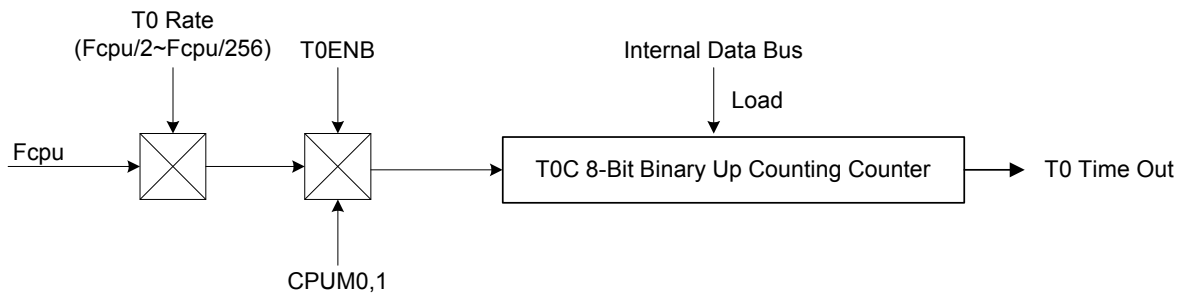 T0 Rate
(Fcpu/2~Fcpu/256)
T0ENB
Internal Data Bus
Load
Fcpu
T0C 8-Bit Binary Up Counting Counter
T0 Time Out
CPUM0,1